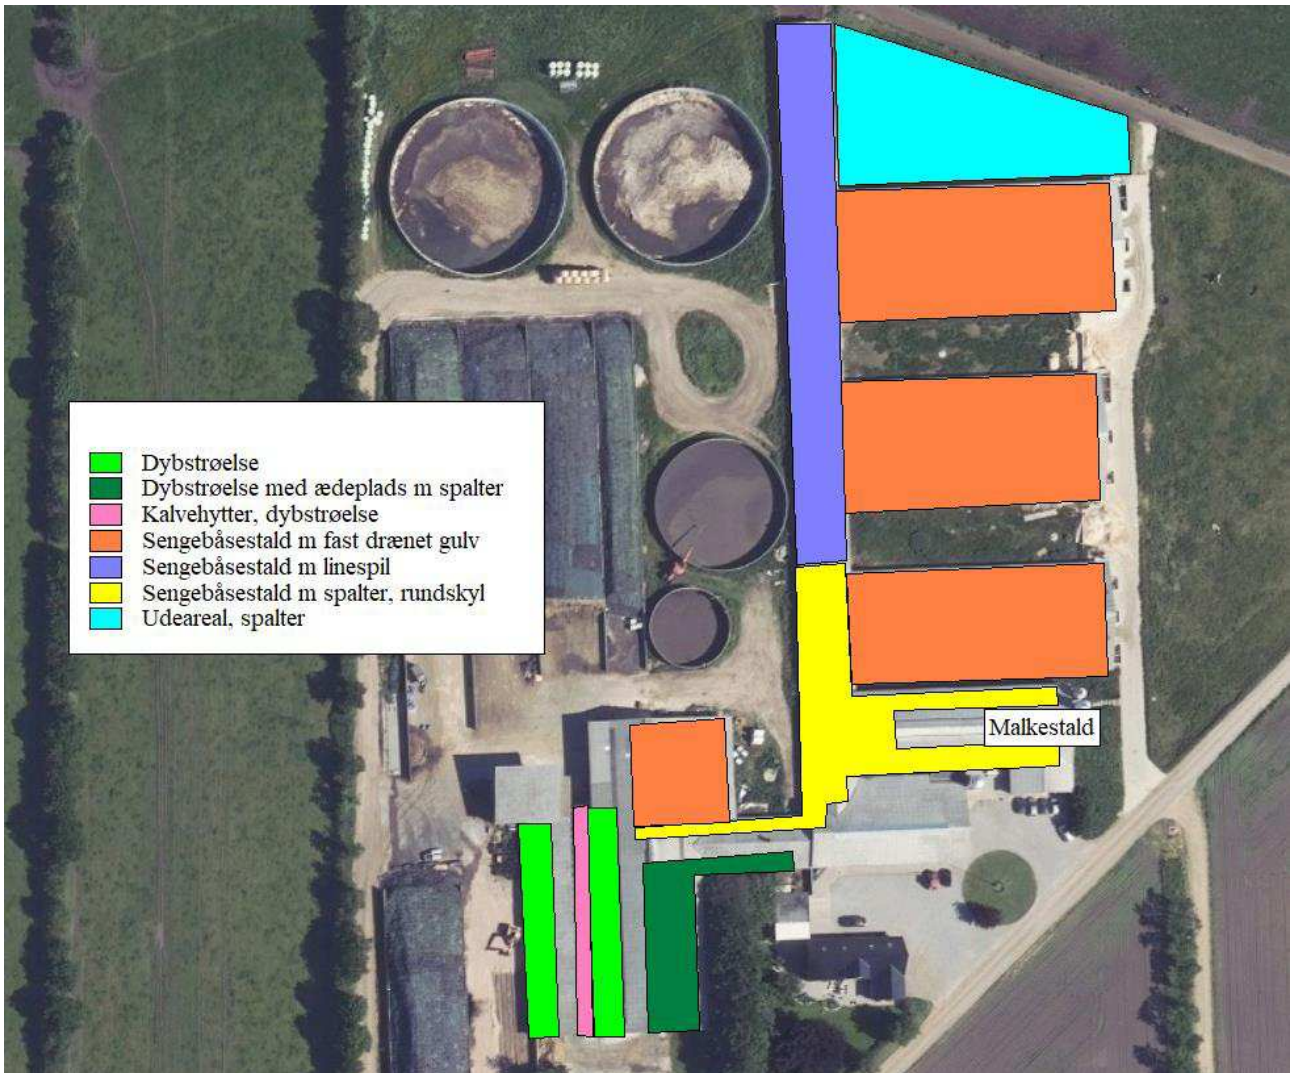 Dybstrøelse
Dybstrøelse med ædeplads m spalter
Kalvehytter, dybstrøelse
Sengebåsestald m fast drænet gulv
Sengebåsestald m linespil
Sengebåsestald m spalter, rundskyl
Udeareal, spalter
Malkestald